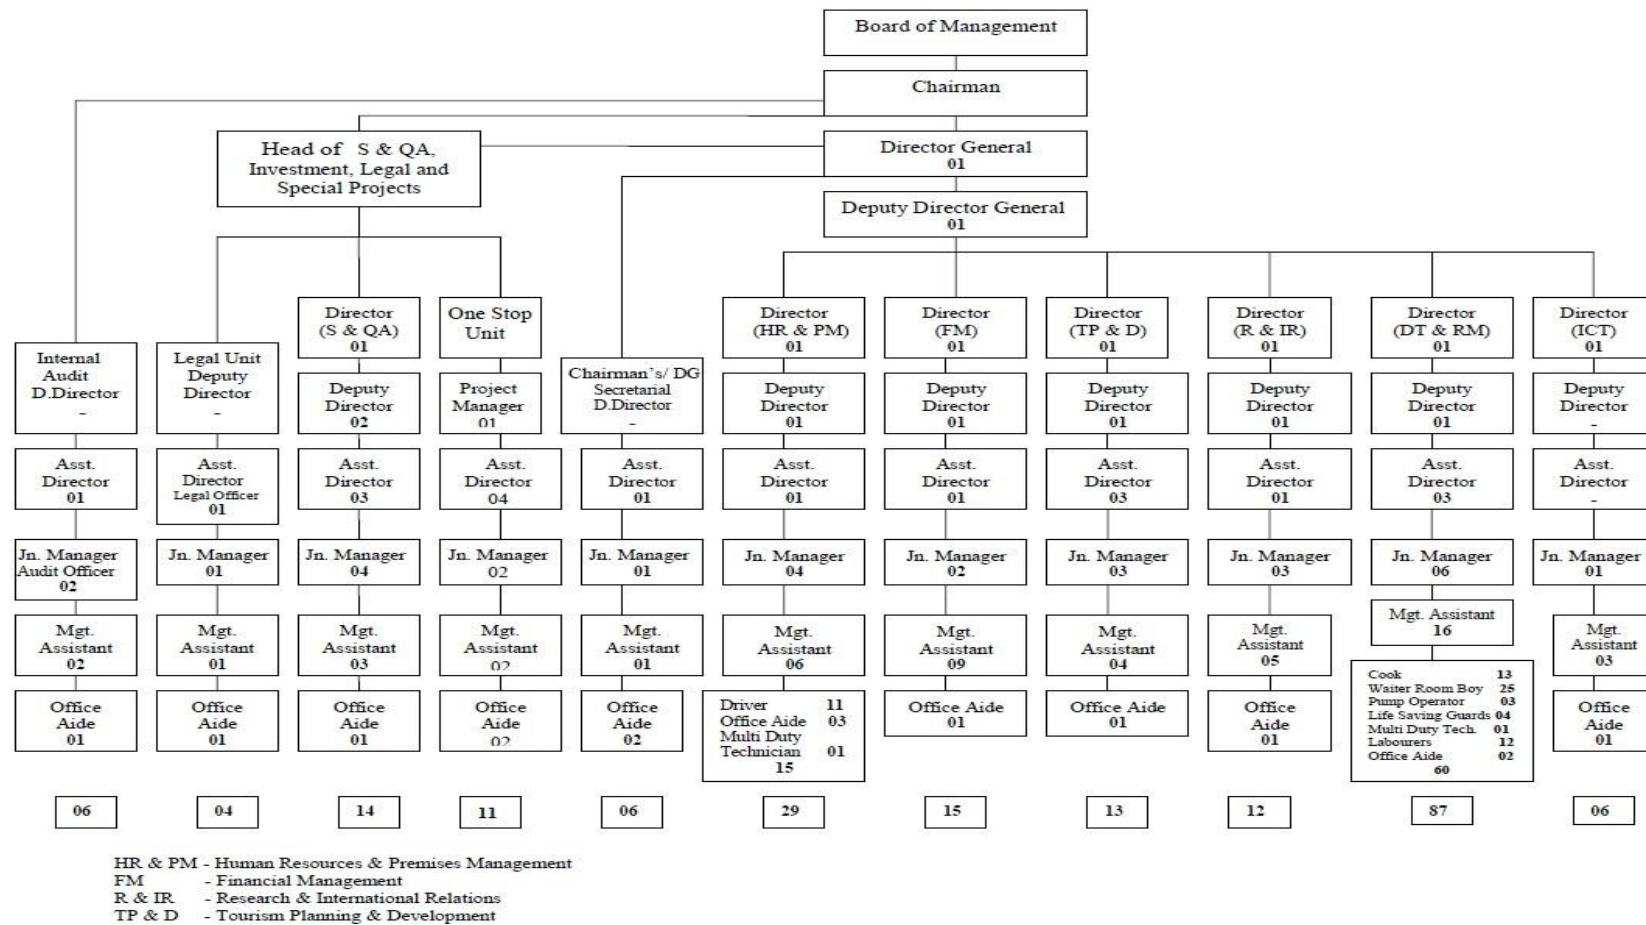 Board of Management
Chairman
Head of S & QA,
Investment, Legal and
Special Projects
Director General
01
Deputy Director General
01
Internal
Audit
D.Director
-
Asst.
Director
01
Jn. Manager
Audit Officer
02
Mgt.
Assistant
02
Office
Aide
01
06
Legal Unit
Deputy
Director
-
Asst.
Director
Legal Officer
01
Jn. Manager
01
Mgt.
Assistant
01
Office
Aide
01
04
Director
(S & QA)
01
Deputy
Director
02
Asst.
Director
03
Jn. Manager
04
Mgt.
Assistant
03
Office
Aide
01
14
One Stop
Unit
Project
Manager
01
Asst.
Director
04
Jn. Manager
02
Mgt.
Assistant
02
Office
Aide
02
11
Chairman's/ DG
Secretarial
D.Director
-
Asst.
Director
01
Jn. Manager
01
Mgt.
Assistant
01
Office
Aide
02
06
Director
(HR & PM)
01
Deputy
Director
01
Asst.
Director
01
Jn. Manager
04
Mgt.
Assistant
06
Driver 11
Office Aide 03
Multi Duty
Technician 01
15
29
Director
(FM)
01
Deputy
Director
01
Asst.
Director
01
Jn. Manager
02
Mgt.
Assistant
09
Office Aide
01
15
Director
(TP & D)
01
Deputy
Director
01
Asst.
Director
03
Jn. Manager
03
Mgt.
Assistant
04
Office Aide
01
13
Director
(R & IR)
01
Deputy
Director
01
Asst.
Director
01
Jn. Manager
03
Mgt.
Assistant
05
Office
Aide
01
12
Director
(DT & RM)
01
Deputy
Director
01
Asst.
Director
03
Jn. Manager
06
Mgt. Assistant
16
Cook 13
Waiter Room Boy 25
Pump Operator 03
Life Saving Guards 04
Multi Duty Tech. 01
Labourers 12
Office Aide 02
60
87
Director
(ICT)
01
Deputy
Director
-
Asst.
Director
-
Jn. Manager
01
Mgt.
Assistant
03
Office
Aide
01
06
HR & PM - Human Resources & Premises Management
FM - Financial Management
R & IR - Research & International Relations
TP & D - Tourism Planning & Development